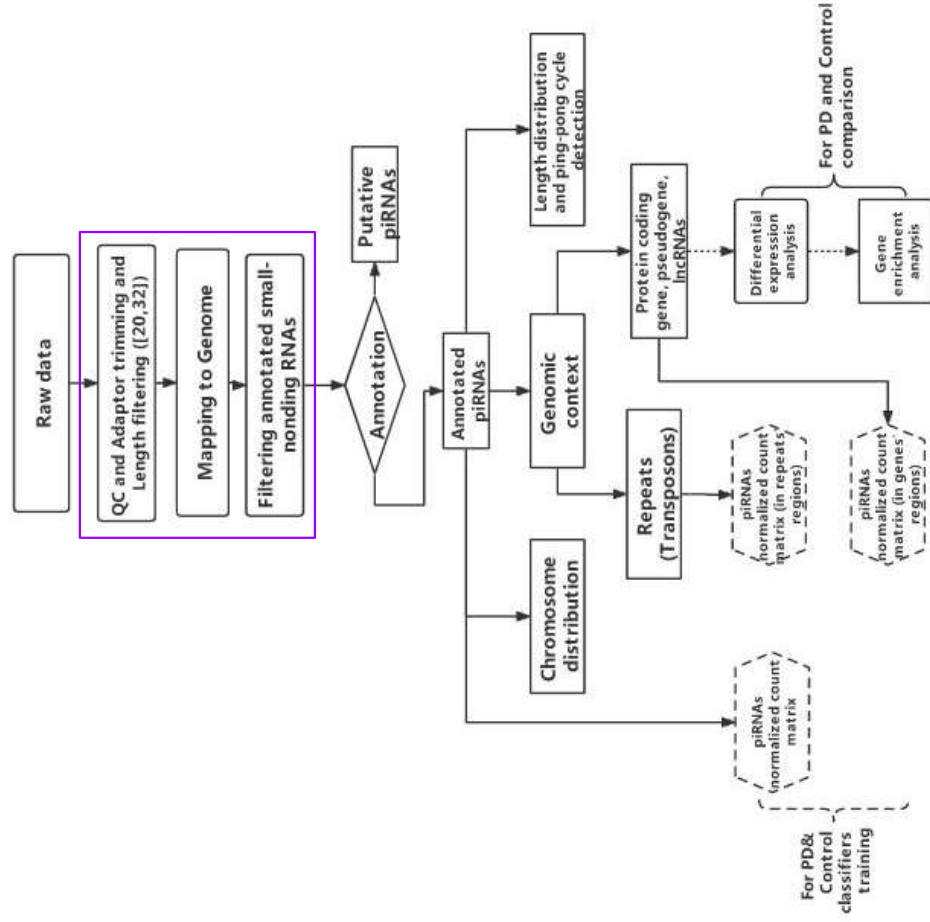 Raw data
QC and Adaptor trimming and
Length filtering ([20,32])
Mapping to Genome
Filtering annotated small-
nonding RNAs
Annotation
Putative
piRNAs
Annotated
piRNAs
Length distribution
and ping-pong cycle
detection
Chromosome
distribution
Genomic
context
Repeats
(Transposons)
Protein coding
gene, pseudogene,
lncRNAs
piRNAs
normalized count
matrix
piRNAs
normalized count
matrix (in repeats
regions)
piRNAs
normalized count
matrix (in genes
regions)
Differential
expression
analysis
Gene
enrichment
analysis
For PD and Control
comparison
For PD&
Control
classifiers
training